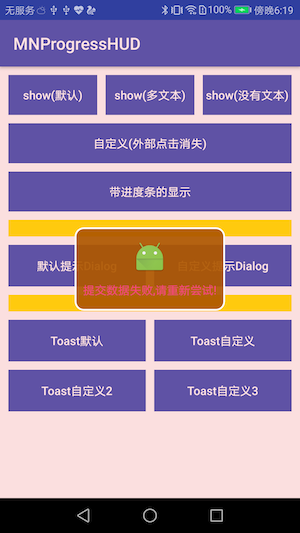 无服务 100% 傍晚6:19
MNProgressHUD
show(默认) show(多文本) show(没有文本)
自定义(外部点击消失)
带进度条的显示
默认提示Dialog 自定义提示Dialog
提交数据失败,请重新尝试!
Toast默认 Toast自定义
Toast自定义2 Toast自定义3